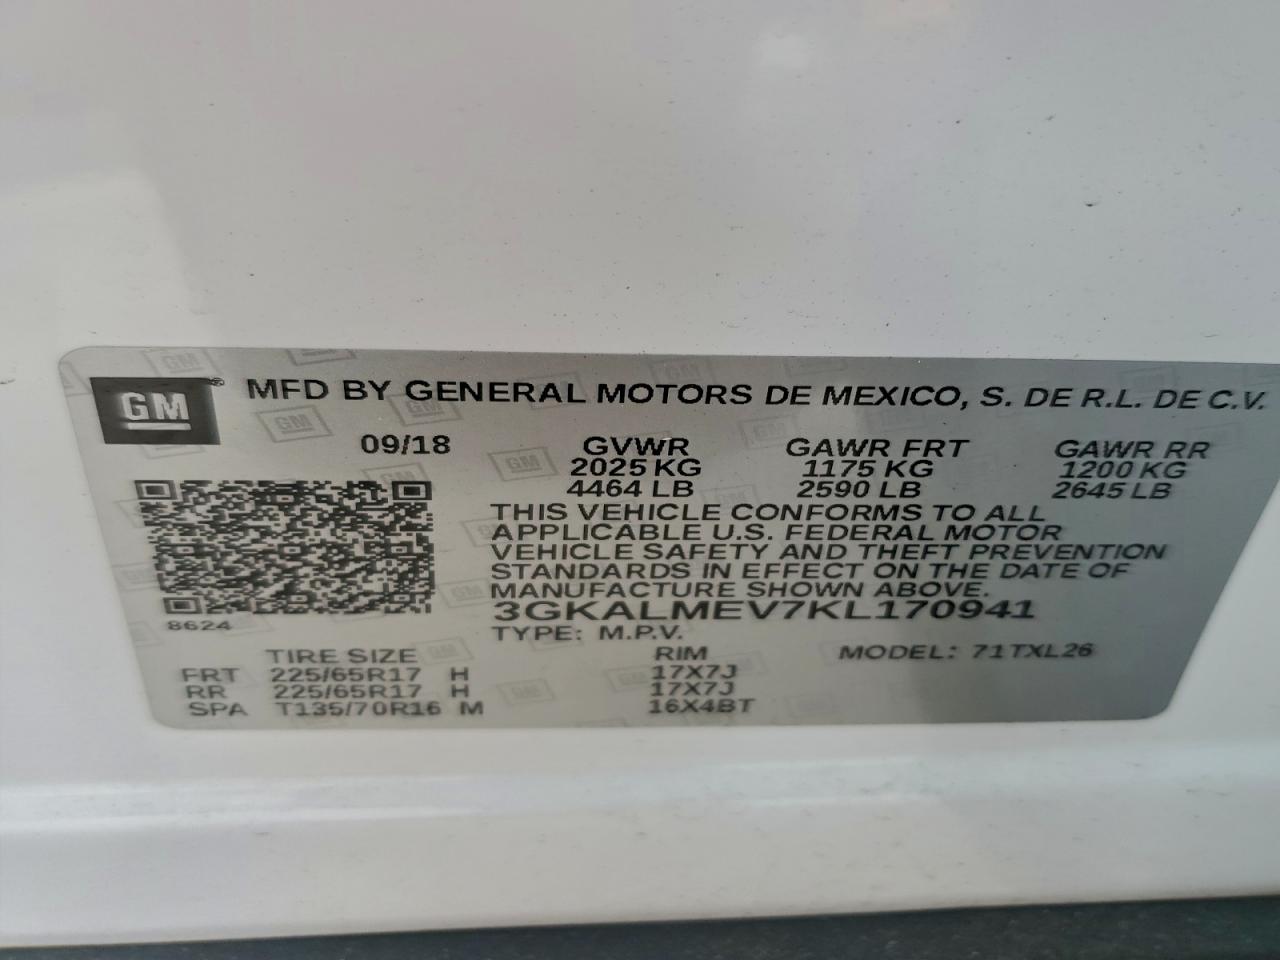 GM® MFD BY GENERAL MOTORS DE MEXICO, S. DE R.L. DE C.V.
09/18 GVWR GAWR FRT GAWR RR
2025 KG 1175 KG 1200 KG
4464 LB 2590 LB 2645 LB
THIS VEHICLE CONFORMS TO ALL
APPLICABLE U.S. FEDERAL MOTOR
VEHICLE SAFETY AND THEFT PREVENTION
STANDARDS IN EFFECT ON THE DATE OF
MANUFACTURE SHOWN ABOVE.
3GKALMEV7KL170941
8624 TYPE: M.P.V.
TIRE SIZE RIM MODEL: 71TXL26
FRT 225/65R17 H 17X7J
RR 225/65R17 H 17X7J
SPA T135/70R16 M 16X4BT